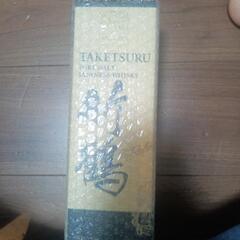 TAKETSURU
PURE MALT
JAPANESE WHISKY
竹鶴